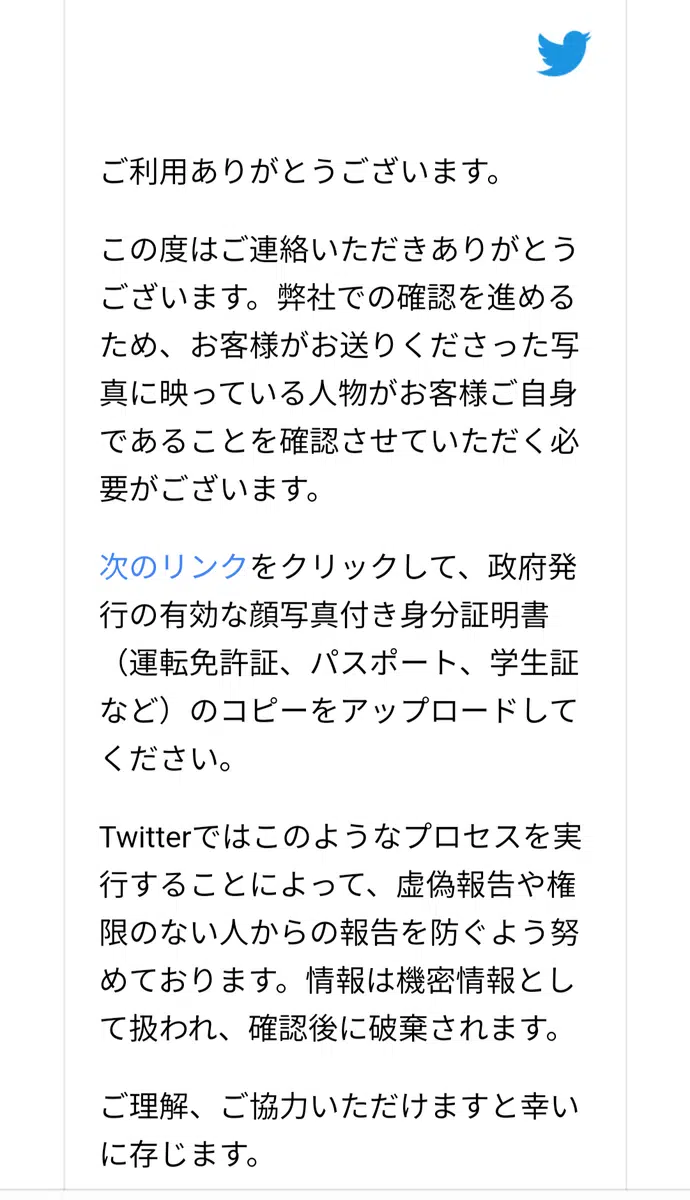 ご利用ありがとうございます。
この度はご連絡いただきありがとう
ございます。弊社での確認を進める
ため、お客様がお送りくださった写
真に映っている人物がお客様ご自身
であることを確認させていただく必
要がございます。
次のリンクをクリックして、政府発
行の有効な顔写真付き身分証明書
（運転免許証、パスポート、学生証
など）のコピーをアップロードして
ください。
Twitterではこのようなプロセスを実
行することによって、虚偽報告や権
限のない人からの報告を防ぐよう努
めております。情報は機密情報とし
て扱われ、確認後に破棄されます。
ご理解、ご協力いただけますと幸い
に存じます。